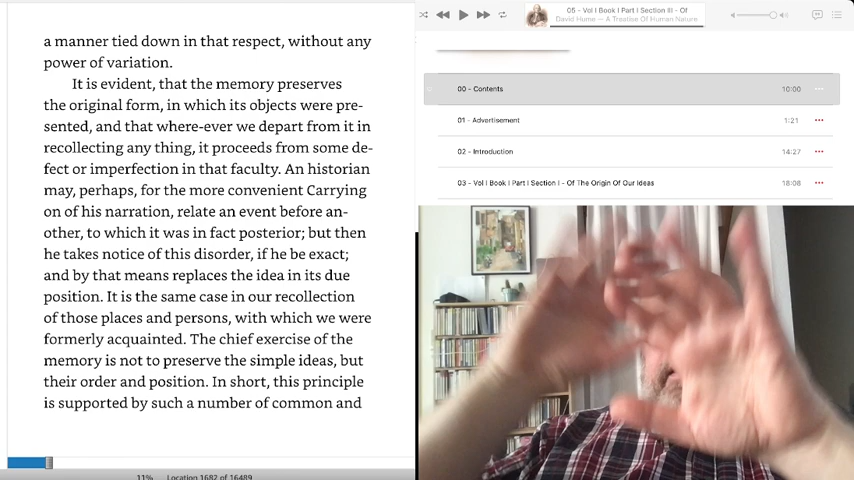 a manner tied down in that respect, without any
power of variation.
It is evident, that the memory preserves
the original form, in which its objects were pre-
sented, and that where-ever we depart from it in
recollecting any thing, it proceeds from some de-
fect or imperfection in that faculty. An historian
may, perhaps, for the more convenient Carrying
on of his narration, relate an event before an-
other, to which it was in fact posterior; but then
he takes notice of this disorder, if he be exact;
and by that means replaces the idea in its due
position. It is the same case in our recollection
of those places and persons, with which we were
formerly acquainted. The chief exercise of the
memory is not to preserve the simple ideas, but
their order and position. In short, this principle
is supported by such a number of common and
11% Location 1682 of 16489
05 - Vol I Book I Part I Section III - Of
David Hume — A Treatise Of Human Nature
00 - Contents 10:00
01 - Advertisement 1:21
02 - Introduction 14:27
03 - Vol I Book I Part I Section I - Of The Origin Of Our Ideas 18:08